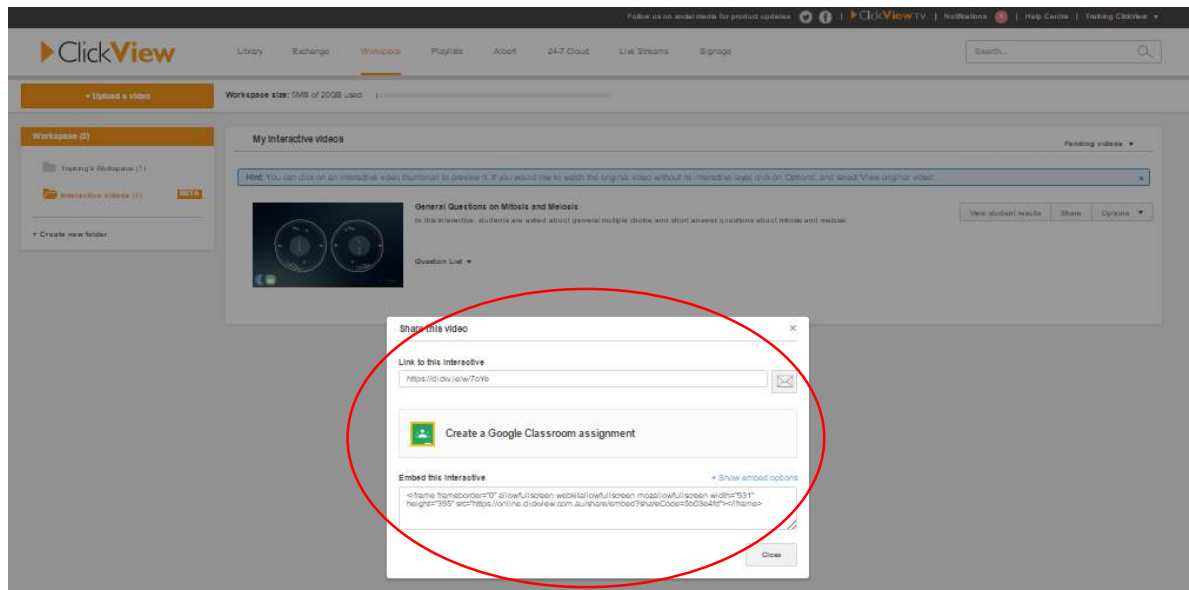 Follow us on social media for product updates | ClickViewTV | Notifications | Help Centre | Training ClickView
ClickView
Library Exchange Workspace Playlists Albert 24-7 Cloud Live Streams Signage
Search...
+ Upload a video
Workspace size: 5MB of 20GB used
Workspace (2)
Training's Workspace (1)
Interactive videos (1) BETA
+ Create new folder
My interactive videos
Pending videos
Hint: You can click on an interactive video thumbnail to preview it. If you would like to watch the original video without its interactive layer, click on 'Options', and select 'View original video'.
General Questions on Mitosis and Meiosis
In this interactive, students are asked about general multiple choice and short answer questions about mitosis and meiosis.
View student results Share Options
Question List
Share this video
Link to this interactive
https://clickv.ie/w/7oYe
Create a Google Classroom assignment
Embed this interactive
+ Show embed options
<iframe frameborder="0" allowfullscreen webkitallowfullscreen mozallowfullscreen width="931"
height="395" src="https://online.clickview.com.au/share/embed?shareCode=5b03e4fd"></iframe>
Close